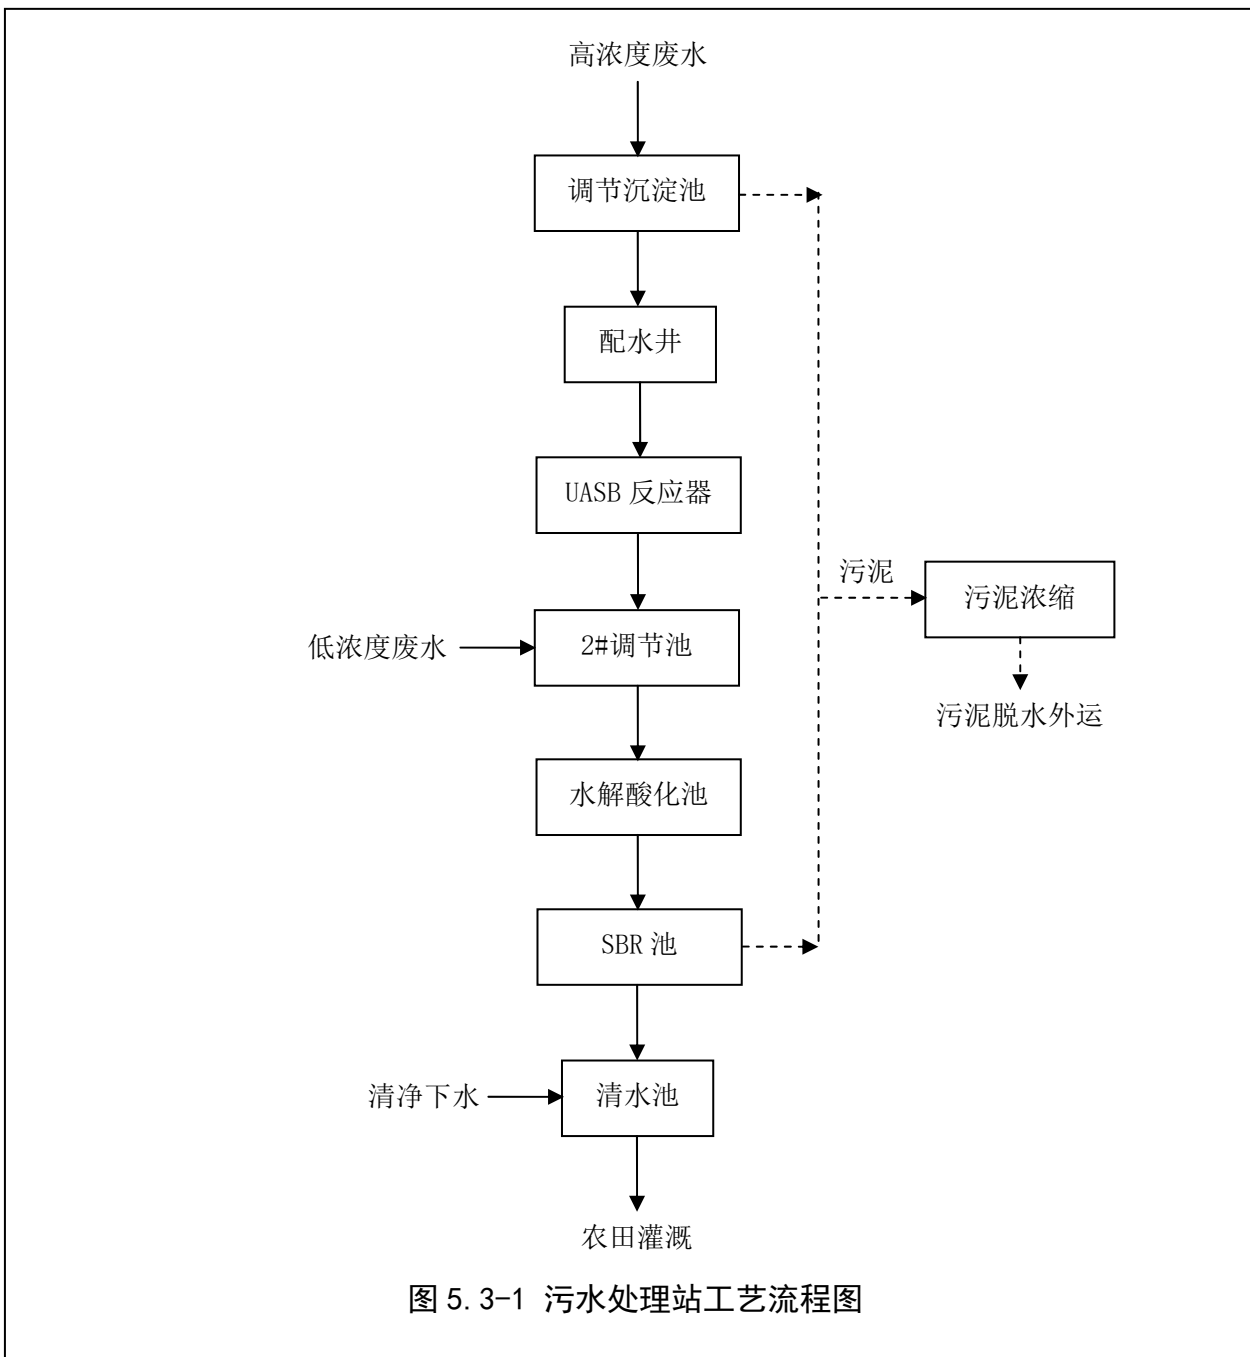 高浓度废水
调节沉淀池
配水井
UASB 反应器
污泥
污泥浓缩
低浓度废水
2#调节池
污泥脱水外运
水解酸化池
SBR 池
清净下水
清水池
农田灌溉
图 5.3-1 污水处理站工艺流程图